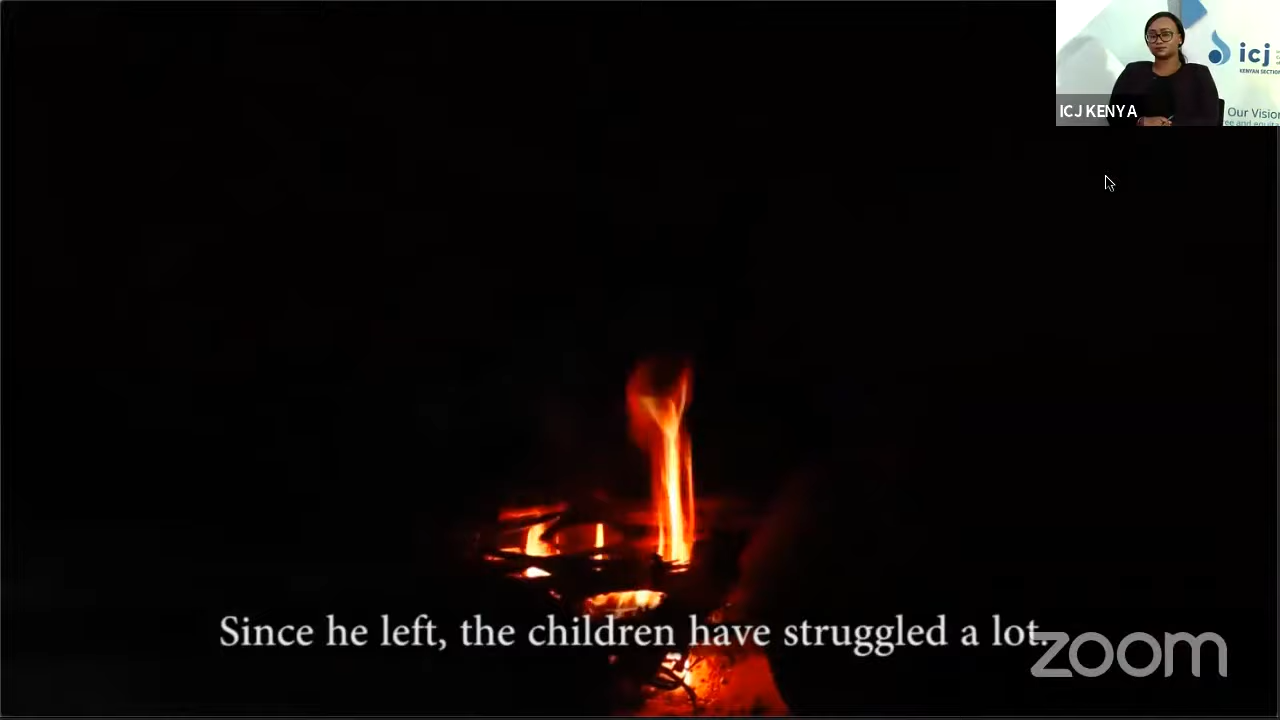 icj
KENYAN SECTION
ICJ KENYA
Our Vision
Since he left, the children have struggled a lot.
zoom